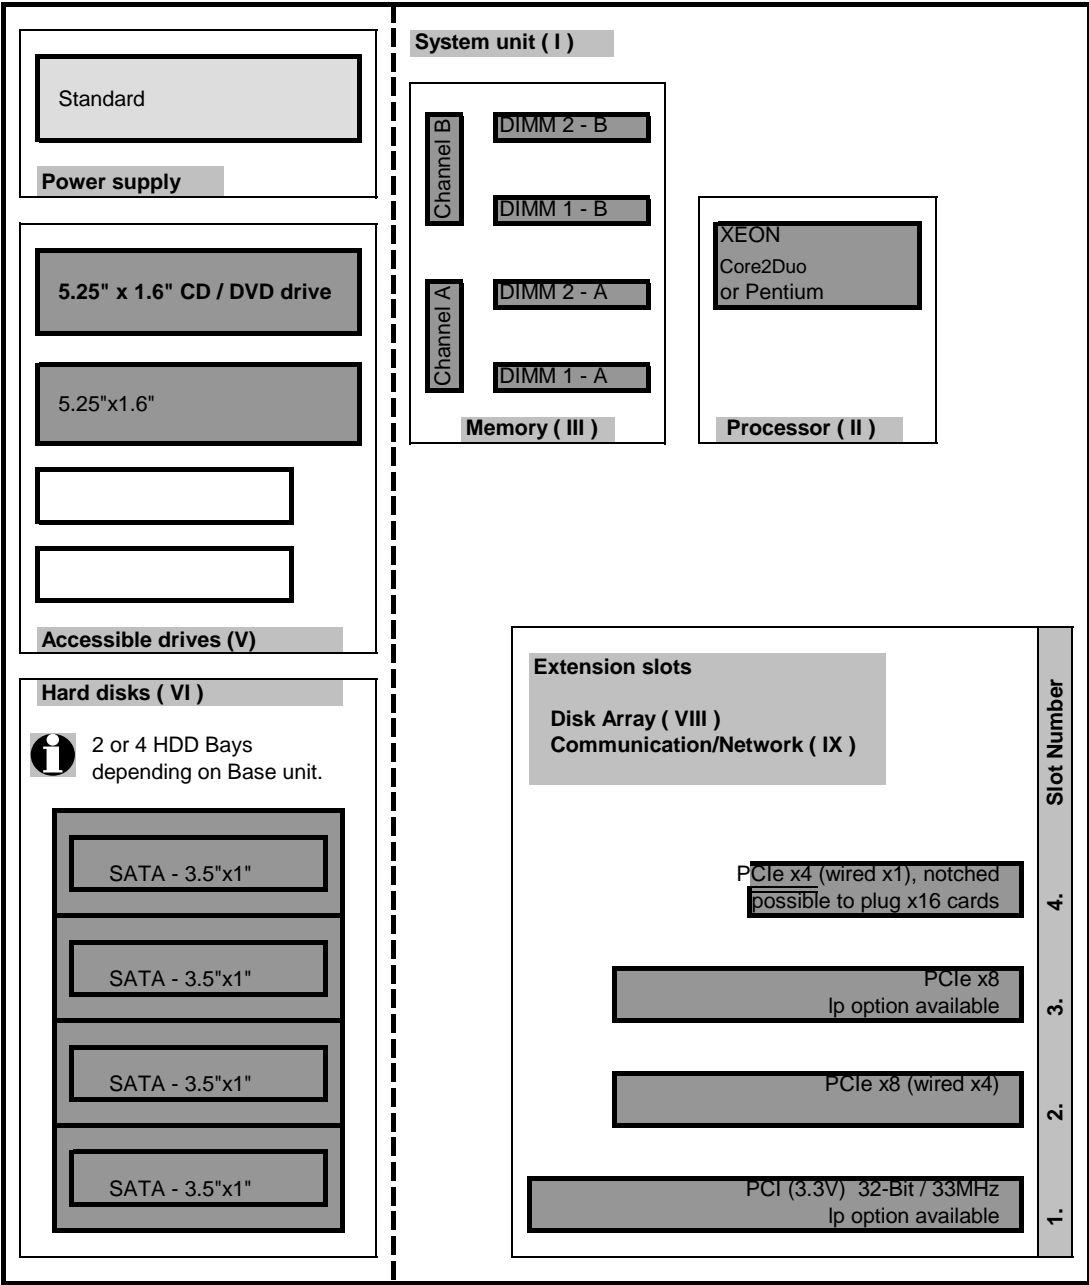 Standard
Power supply
5.25" x 1.6" CD / DVD drive
5.25"x1.6"
Accessible drives (V)
Hard disks ( VI )
2 or 4 HDD Bays
depending on Base unit.
SATA - 3.5"x1"
SATA - 3.5"x1"
SATA - 3.5"x1"
SATA - 3.5"x1"
System unit ( I )
Channel B
DIMM 2 - B
DIMM 1 - B
Channel A
DIMM 2 - A
DIMM 1 - A
Memory ( III )
XEON
Core2Duo
or Pentium
Processor ( II )
Extension slots
Disk Array ( VIII )
Communication/Network ( IX )
Slot Number
PCIe x4 (wired x1), notched
possible to plug x16 cards
4.
PCIe x8
lp option available
3.
PCIe x8 (wired x4)
2.
PCI (3.3V) 32-Bit / 33MHz
lp option available
1.